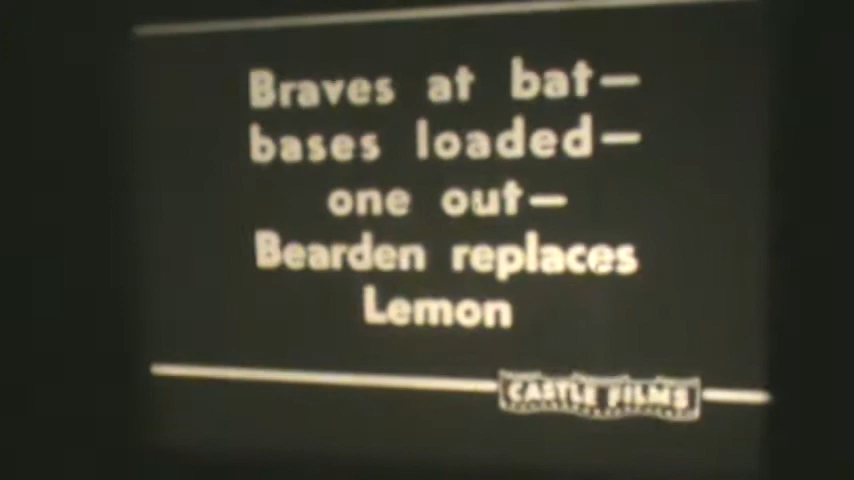 Braves at bat—
bases loaded—
one out—
Bearden replaces
Lemon
CASTLE FILMS